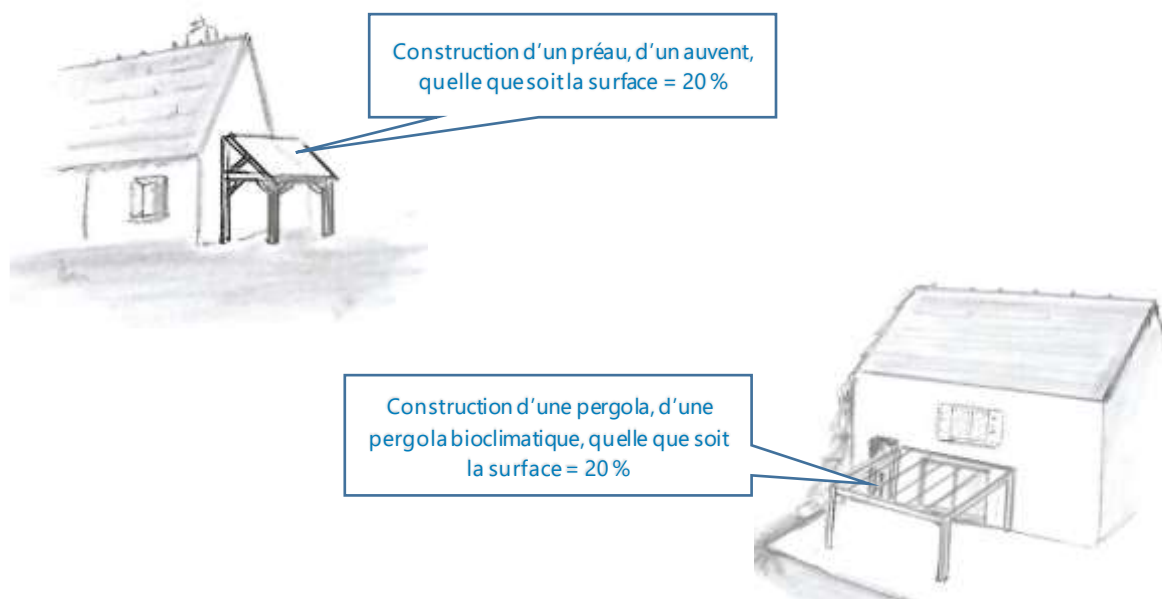 Construction d'un préau, d'un auvent,
quelle que soit la surface = 20 %
Construction d'une pergola, d'une
pergola bioclimatique, quelle que soit
la surface = 20 %